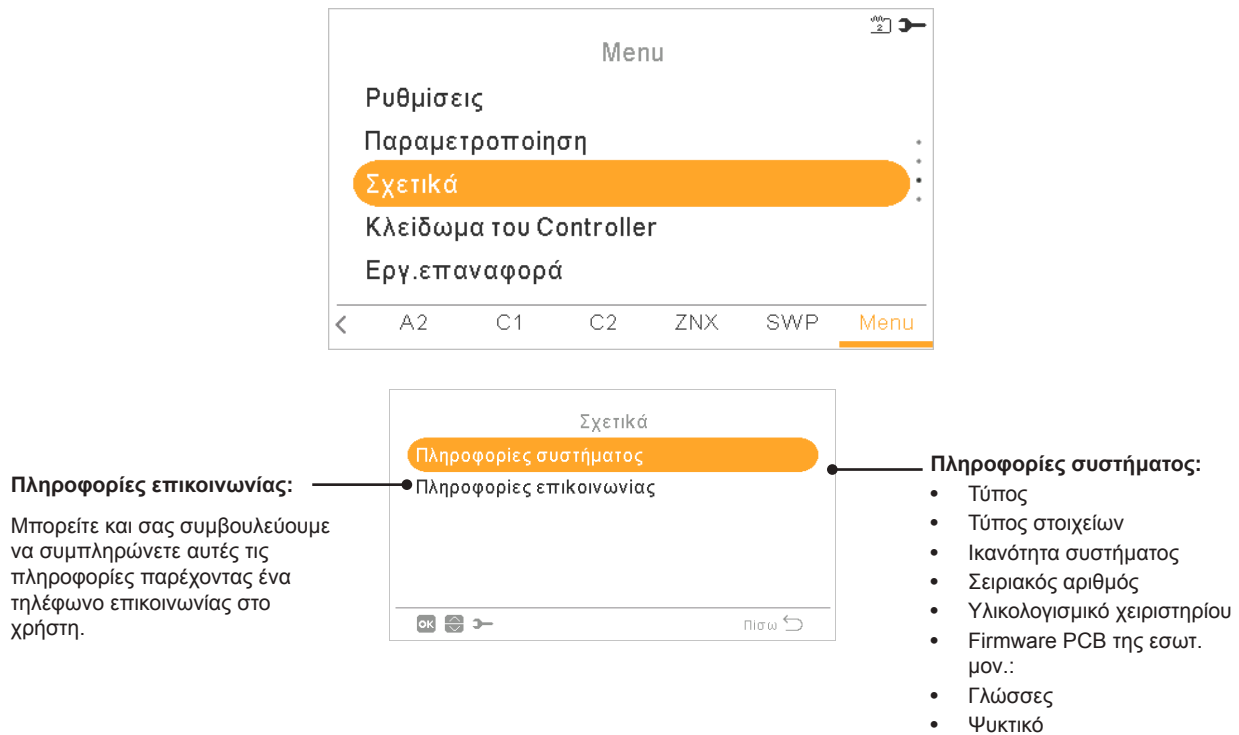 2
Menu
Ρυθμίσεις
Παραμετροποίηση
Σχετικά
Κλείδωμα του Controller
Εργ.επαναφορά
< A2 C1 C2 ZNX SWP Menu
Σχετικά
Πληροφορίες συστήματος
Πληροφορίες επικοινωνίας
OK
Πίσω
Πληροφορίες επικοινωνίας:
Μπορείτε και σας συμβουλεύουμε
να συμπληρώνετε αυτές τις
πληροφορίες παρέχοντας ένα
τηλέφωνο επικοινωνίας στο
χρήστη.
Πληροφορίες συστήματος:
• Τύπος
• Τύπος στοιχείων
• Ικανότητα συστήματος
• Σειριακός αριθμός
• Υλικολογισμικό χειριστηρίου
• Firmware PCB της εσωτ.
μον.:
• Γλώσσες
• Ψυκτικό